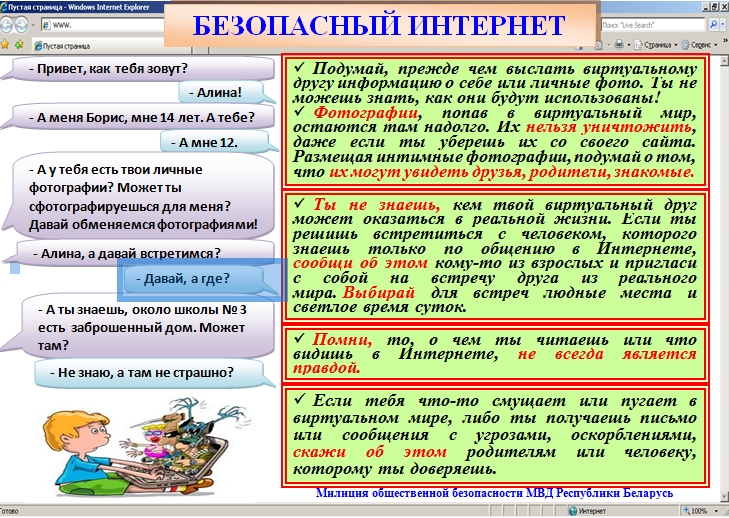 Пустая страница - Windows Internet Explorer
БЕЗОПАСНЫЙ ИНТЕРНЕТ
www.
Поиск "Live Search"
Пустая страница
Страница
Сервис
- Привет, как тебя зовут?
- Алина!
- А меня Борис, мне 14 лет. А тебе?
- А мне 12.
- А у тебя есть твои личные
фотографии? Может ты
сфотографируешься для меня?
Давай обменяемся фотографиями!
- Алина, а давай встретимся?
- Давай, а где?
- А ты знаешь, около школы № 3
есть заброшенный дом. Может
там?
- Не знаю, а там не страшно?
✓ Подумай, прежде чем выслать виртуальному
другу информацию о себе или личные фото. Ты не
можешь знать, как они будут использованы!
✓ Фотографии, попав в виртуальный мир,
остаются там надолго. Их нельзя уничтожить,
даже если ты уберешь их со своего сайта.
Размещая интимные фотографии, подумай о том,
что их могут увидеть друзья, родители, знакомые.
✓ Ты не знаешь, кем твой виртуальный друг
может оказаться в реальной жизни. Если ты
решишь встретиться с человеком, которого
знаешь только по общению в Интернете,
сообщи об этом кому-то из взрослых и пригласи
с собой на встречу друга из реального
мира. Выбирай для встреч людные места и
светлое время суток.
✓ Помни, то, о чем ты читаешь или что
видишь в Интернете, не всегда является
правдой.
✓ Если тебя что-то смущает или пугает в
виртуальном мире, либо ты получаешь письмо
или сообщения с угрозами, оскорблениями,
скажи об этом родителям или человеку,
которому ты доверяешь.
Милиция общественной безопасности МВД Республики Беларусь
Готово
Интернет
100%